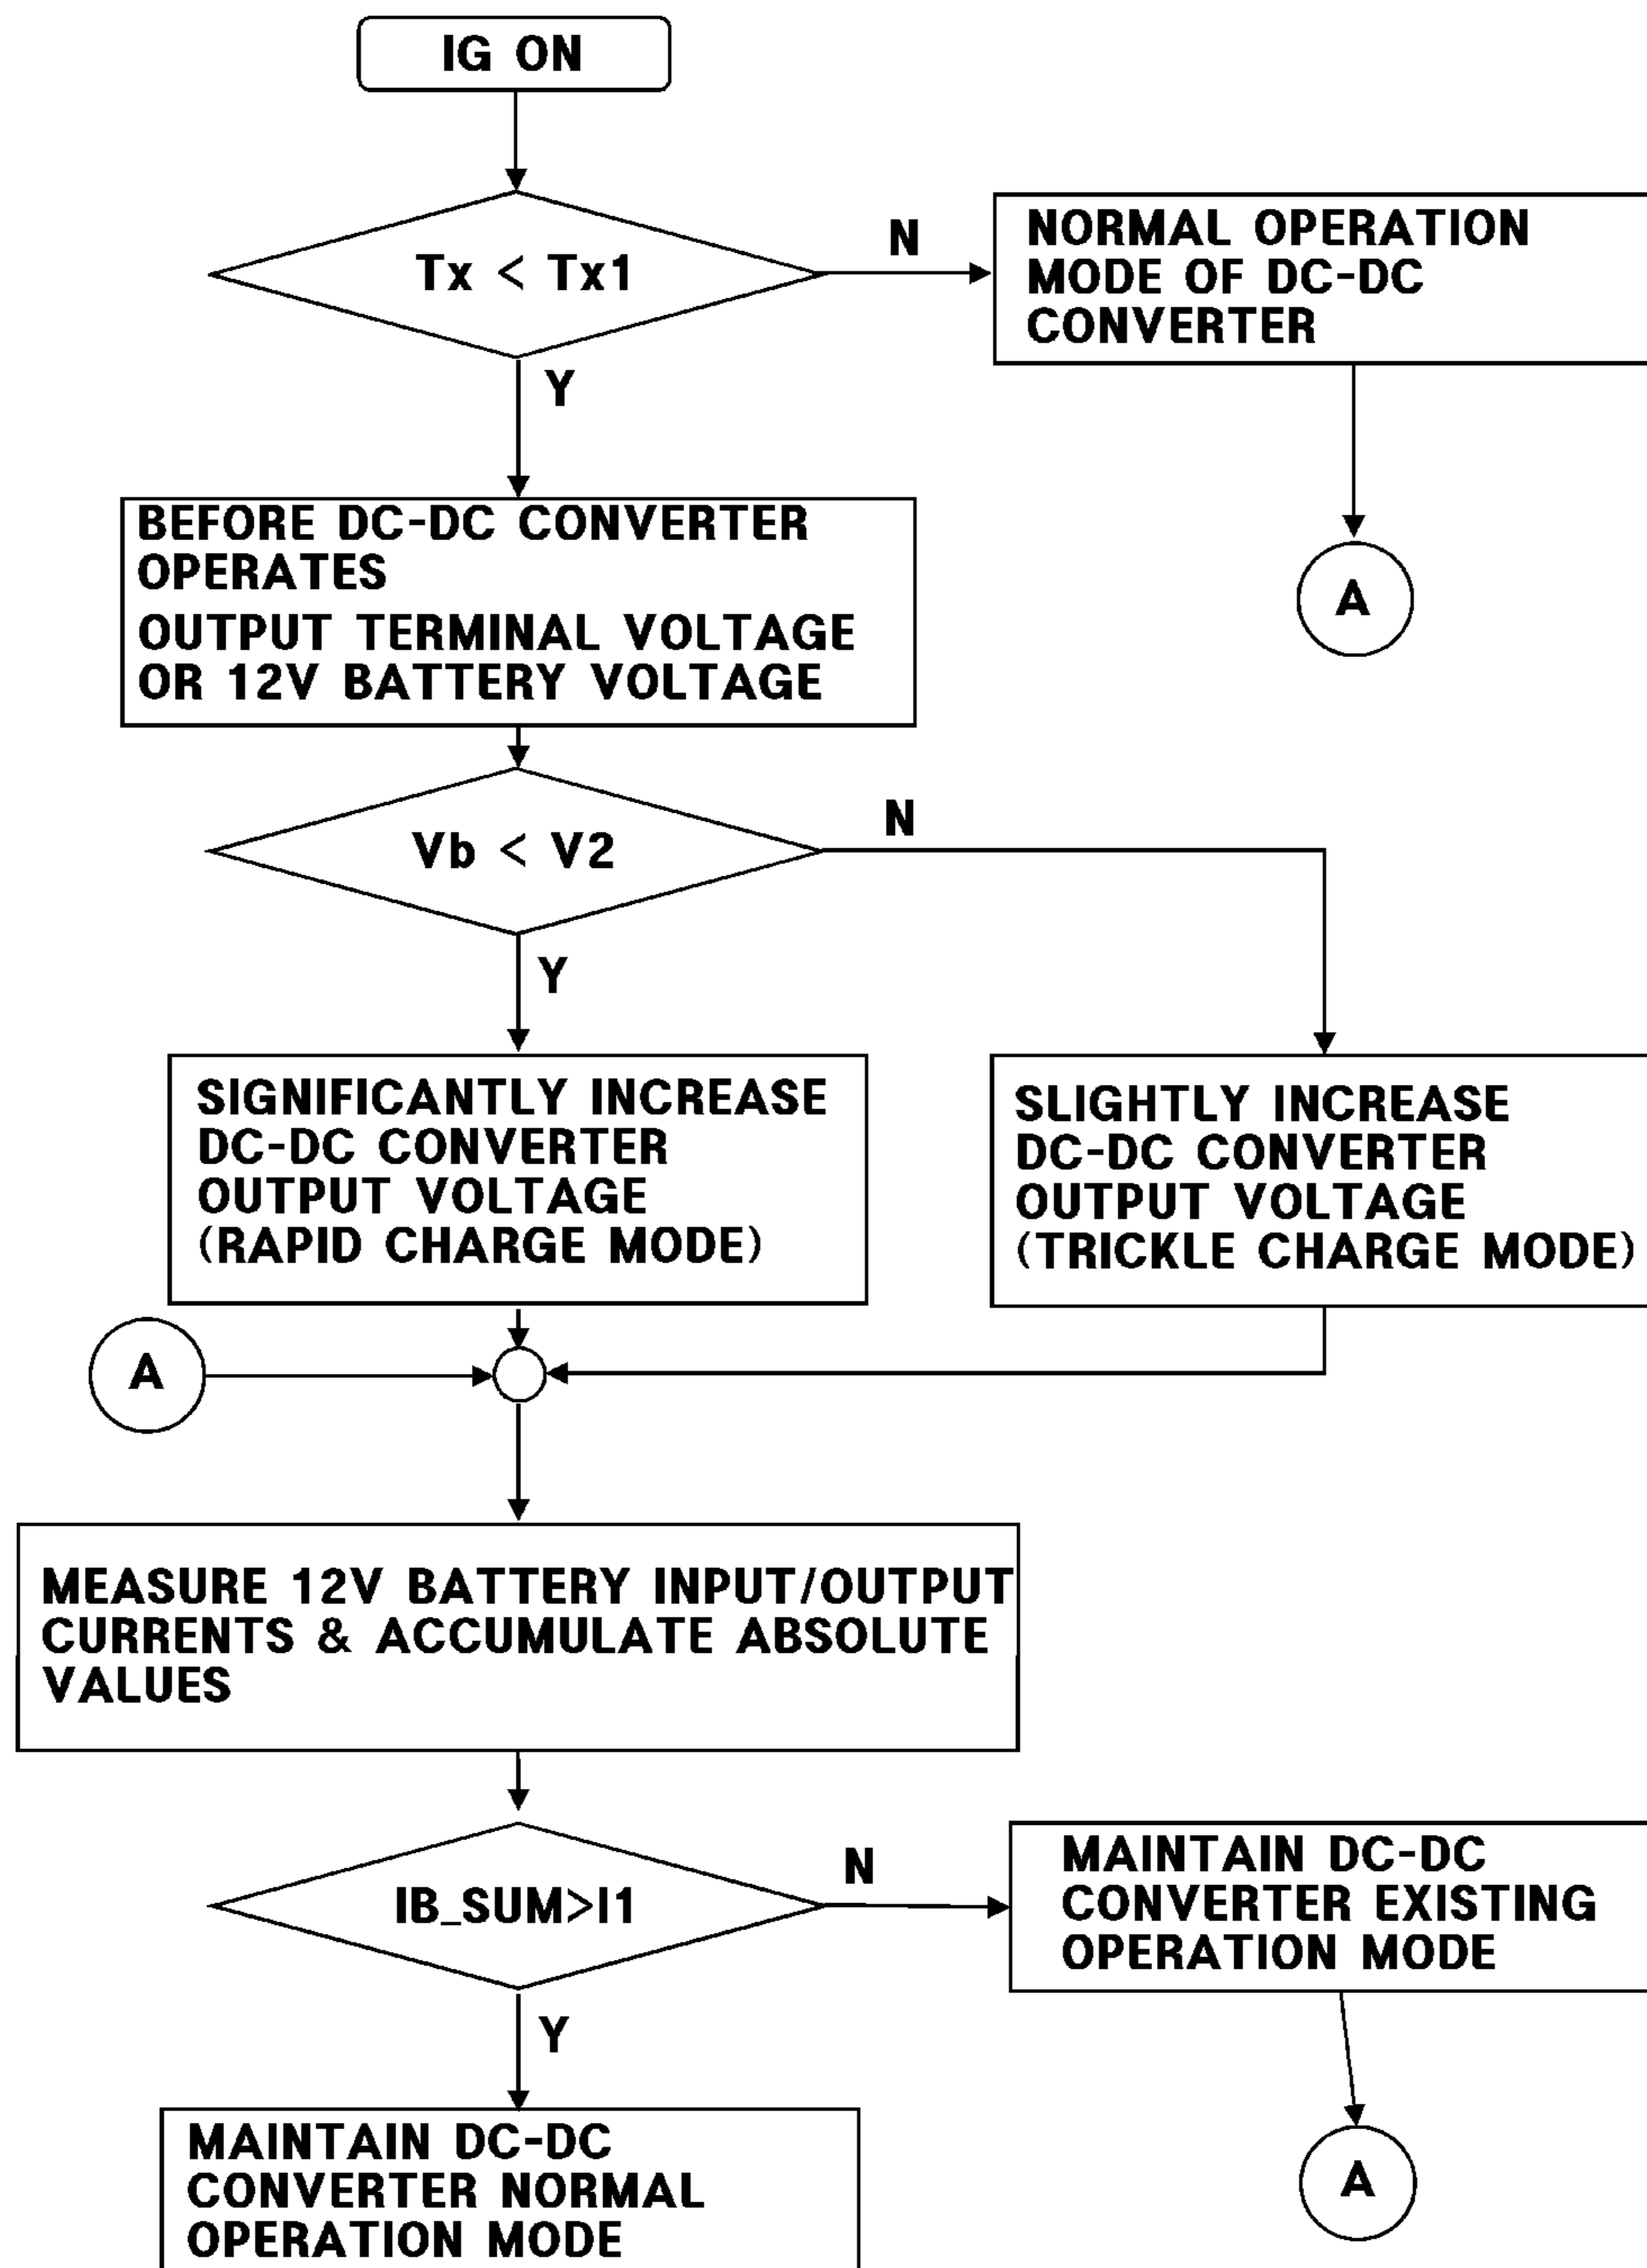 IG ON
Tx < Tx1
N
NORMAL OPERATION
MODE OF DC-DC
CONVERTER
Y
A
BEFORE DC-DC CONVERTER
OPERATES
OUTPUT TERMINAL VOLTAGE
OR 12V BATTERY VOLTAGE
Vb < V2
N
Y
SIGNIFICANTLY INCREASE
DC-DC CONVERTER
OUTPUT VOLTAGE
(RAPID CHARGE MODE)
SLIGHTLY INCREASE
DC-DC CONVERTER
OUTPUT VOLTAGE
(TRICKLE CHARGE MODE)
A
MEASURE 12V BATTERY INPUT/OUTPUT
CURRENTS & ACCUMULATE ABSOLUTE
VALUES
IB_SUM>I1
N
MAINTAIN DC-DC
CONVERTER EXISTING
OPERATION MODE
Y
MAINTAIN DC-DC
CONVERTER NORMAL
OPERATION MODE
A